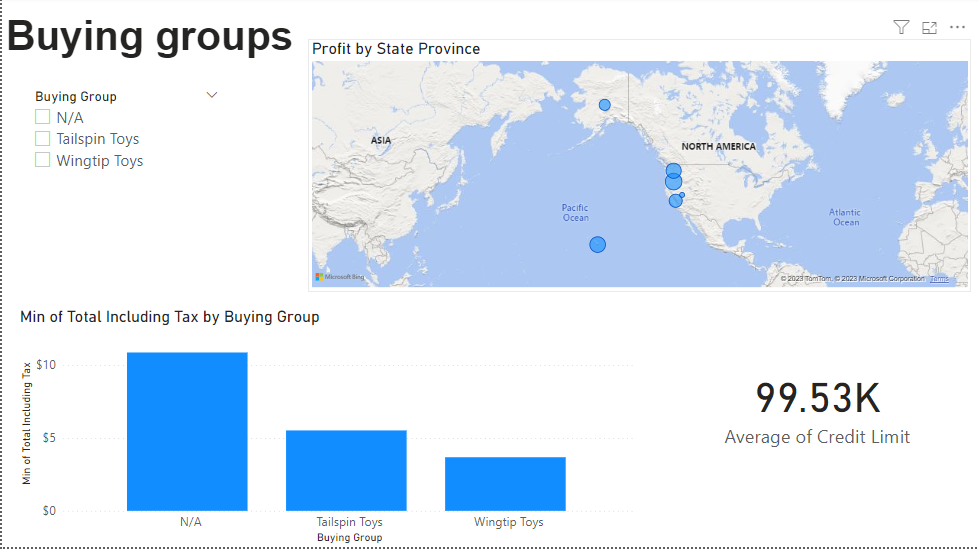 Buying groups
Profit by State Province
Buying Group
N/A
Tailspin Toys
Wingtip Toys
ASIA
NORTH AMERICA
Pacific
Ocean
Atlantic
Ocean
Microsoft Bing
© 2023 TomTom, © 2023 Microsoft Corporation Terms
Min of Total Including Tax by Buying Group
Min of Total Including Tax
$10
$5
$0
N/A
Tailspin Toys
Wingtip Toys
Buying Group
99.53K
Average of Credit Limit